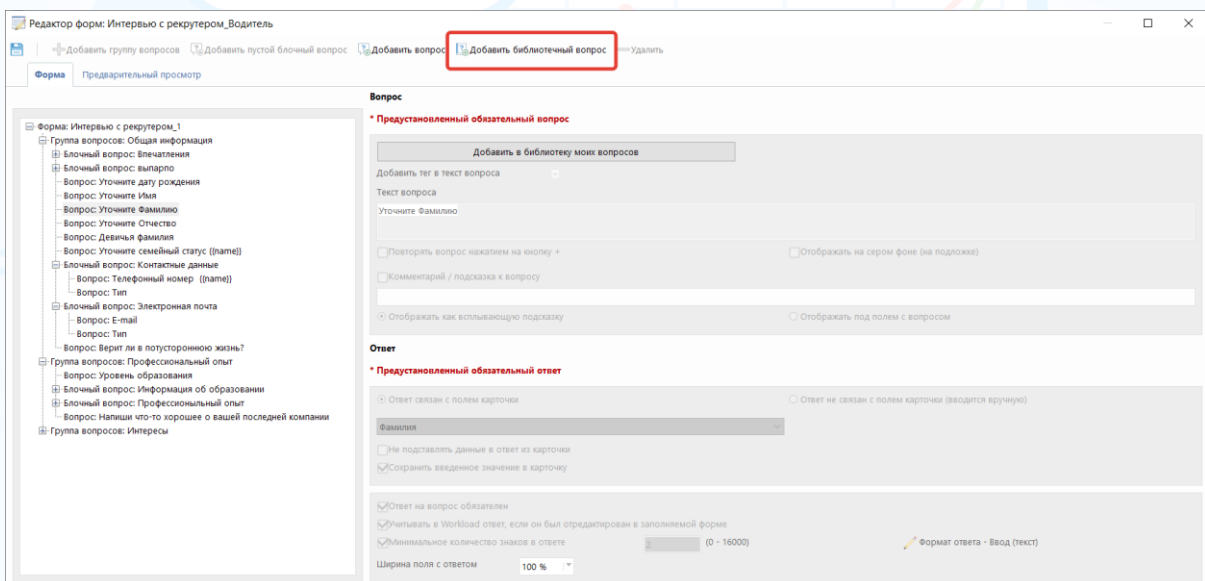 Редактор форм: Интервью с рекрутером_Водитель
Добавить группу вопросов Добавить пустой блочный вопрос Добавить вопрос Добавить библиотечный вопрос Удалить
Форма Предварительный просмотр
Форма: Интервью с рекрутером_1
Группа вопросов: Общая информация
Блочный вопрос: Впечатления
Блочный вопрос: выпарпо
Вопрос: Уточните дату рождения
Вопрос: Уточните Имя
Вопрос: Уточните Фамилию
Вопрос: Уточните Отчество
Вопрос: Девичья фамилия
Вопрос: Уточните семейный статус {{name}}
Блочный вопрос: Контактные данные
Вопрос: Телефонный номер {{name}}
Вопрос: Тип
Блочный вопрос: Электронная почта
Вопрос: E-mail
Вопрос: Тип
Вопрос: Верит ли в потустороннюю жизнь?
Группа вопросов: Профессиональный опыт
Вопрос: Уровень образования
Блочный вопрос: Информация об образовании
Блочный вопрос: Профессиональный опыт
Вопрос: Напиши что-то хорошее о вашей последней компании
Группа вопросов: Интересы
Вопрос
* Предустановленный обязательный вопрос
Добавить в библиотеку моих вопросов
Добавить тег в текст вопроса
Текст вопроса
Уточните Фамилию
Повторять вопрос нажатием на кнопку + Отображать на сером фоне (на подложке)
Комментарий / подсказка к вопросу
Отображать как всплывающую подсказку Отображать под полем с вопросом
Ответ
* Предустановленный обязательный ответ
Ответ связан с полем карточки Ответ не связан с полем карточки (вводится вручную)
Фамилия
Не подставлять данные в ответ из карточки
Сохранить введенное значение в карточку
Ответ на вопрос обязателен
Учитывать в Workload ответ, если он был отредактирован в заполняемой форме
Минимальное количество знаков в ответе 2 (0 - 16000) Формат ответа - Ввод (текст)
Ширина поля с ответом 100 %